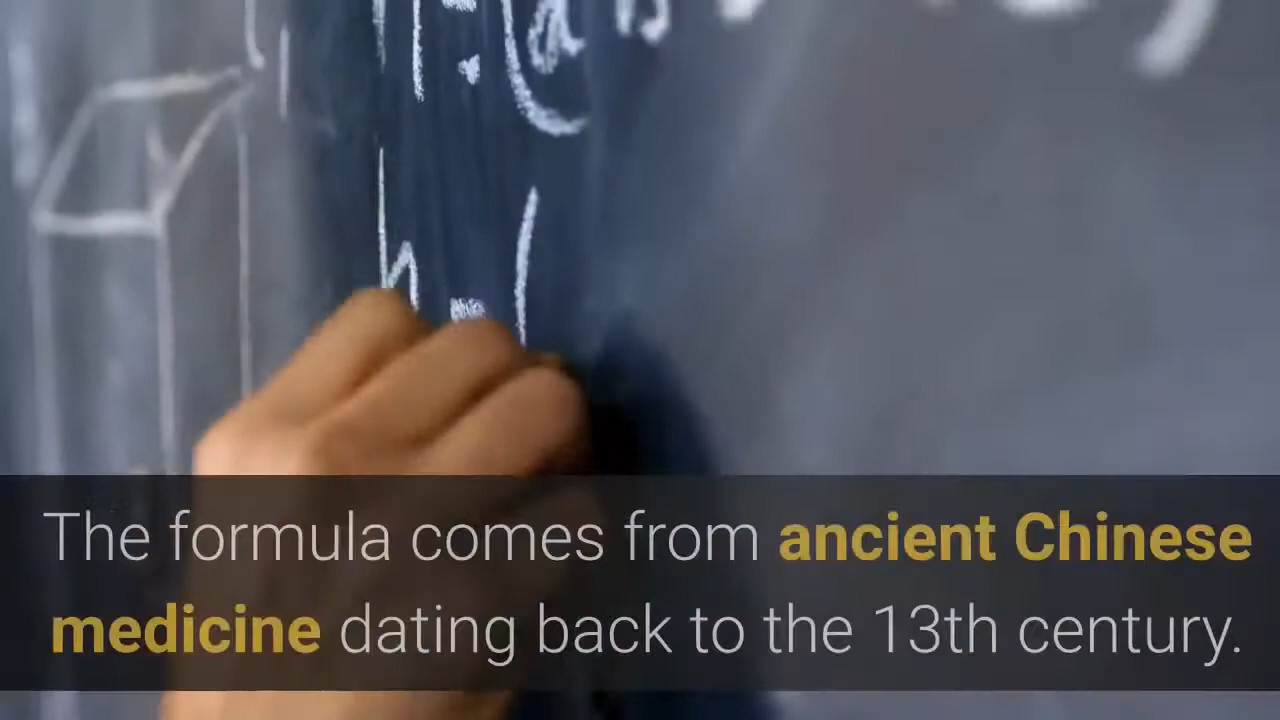 h = (
The formula comes from ancient Chinese
medicine dating back to the 13th century.